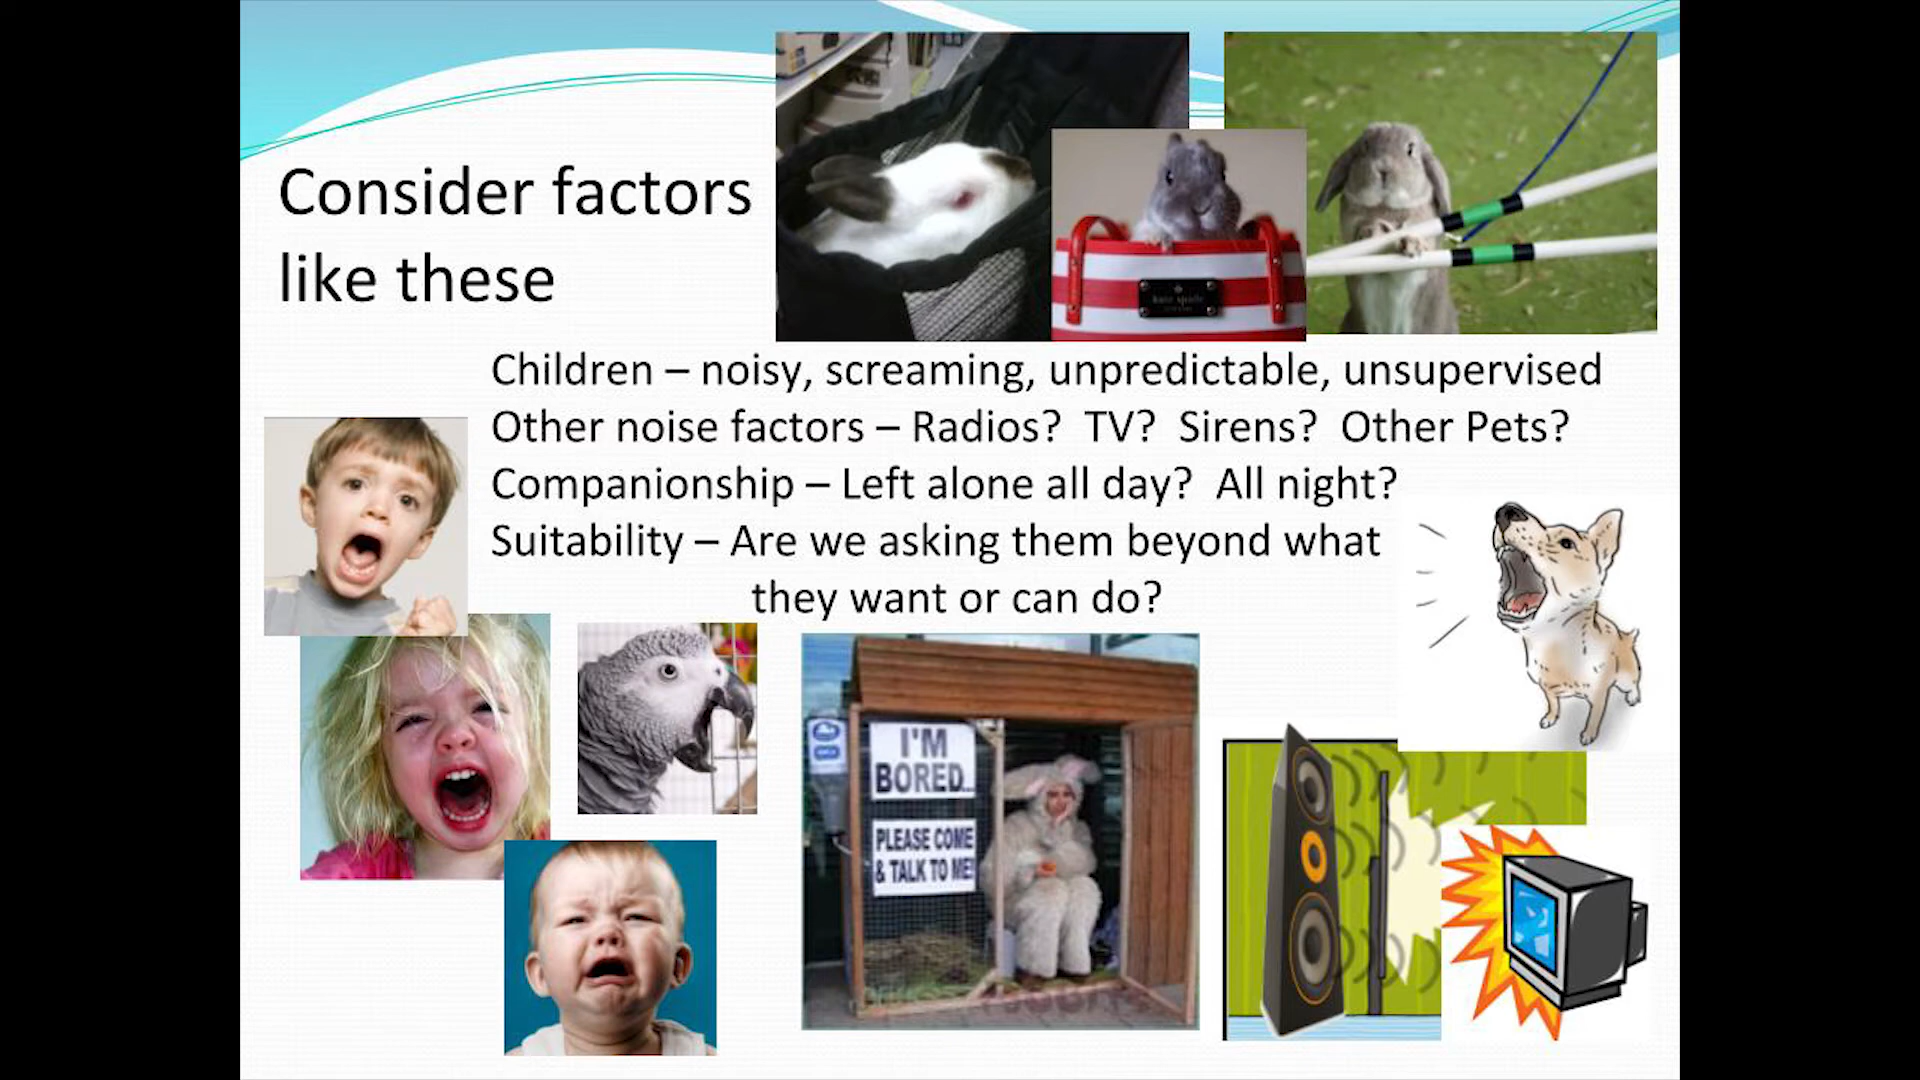 Consider factors
like these
kate spade
Children – noisy, screaming, unpredictable, unsupervised
Other noise factors – Radios?  TV?  Sirens?  Other Pets?
Companionship – Left alone all day?  All night?
Suitability – Are we asking them beyond what
they want or can do?
I'M
BORED..
PLEASE COME
& TALK TO ME!